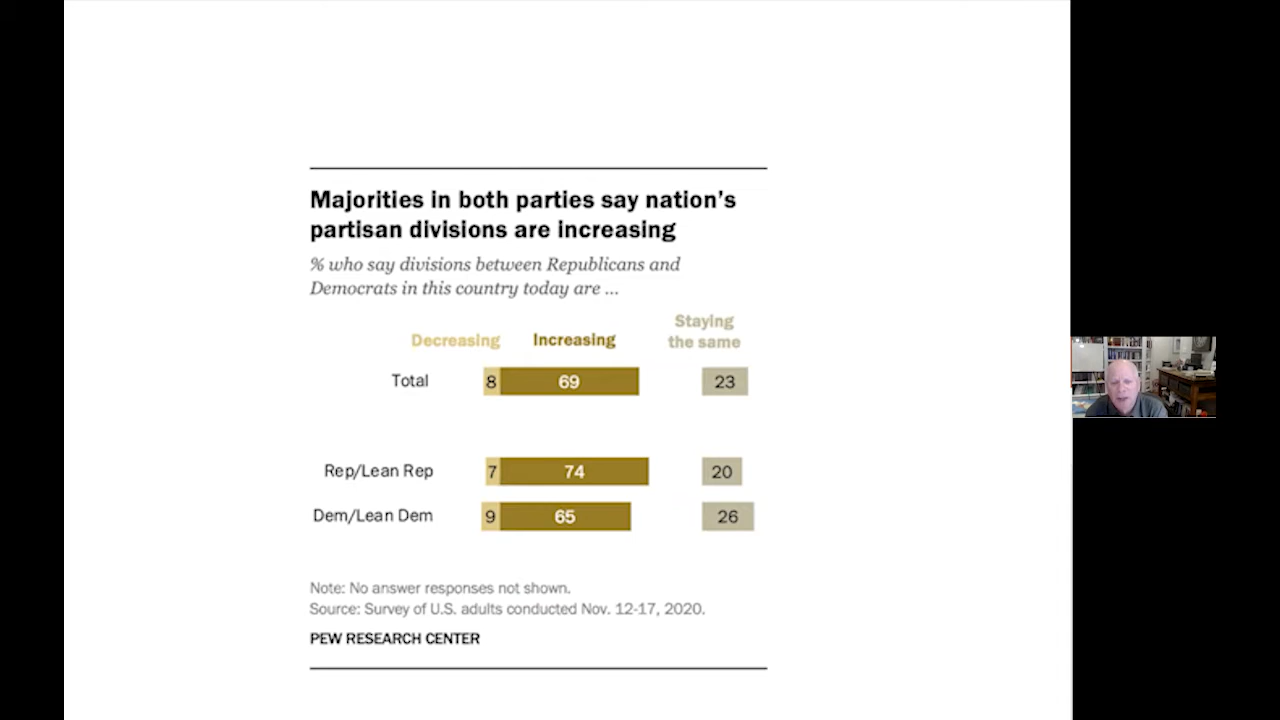 Majorities in both parties say nation's
partisan divisions are increasing
% who say divisions between Republicans and
Democrats in this country today are ...
Decreasing Increasing Staying
the same
Total 8 69 23
Rep/Lean Rep 7 74 20
Dem/Lean Dem 9 65 26
Note: No answer responses not shown.
Source: Survey of U.S. adults conducted Nov. 12-17, 2020.
PEW RESEARCH CENTER